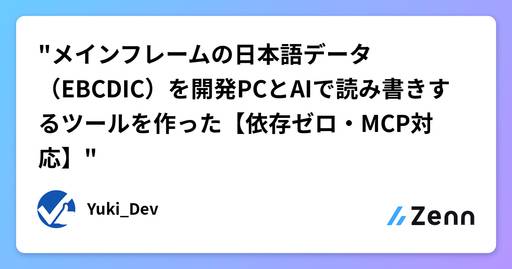 "メインフレームの日本語データ
（EBCDIC）を開発PCとAIで読み書きす
るツールを作った【依存ゼロ・MCP対
応】"
Yuki_Dev
Zenn